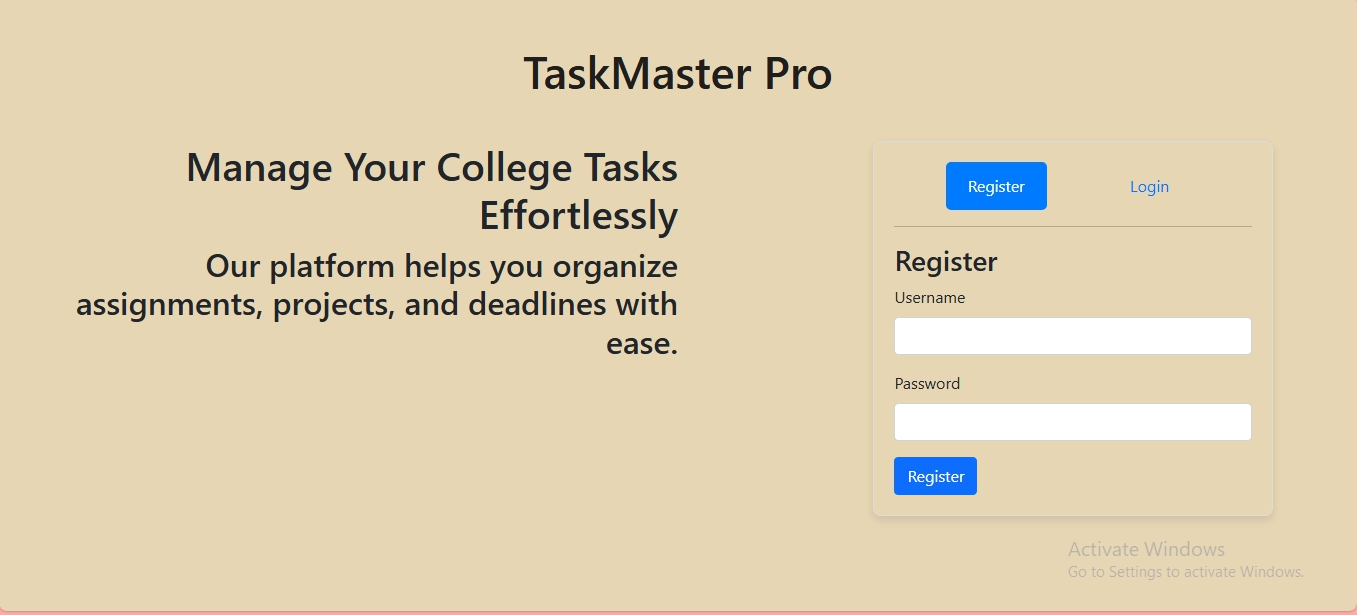 TaskMaster Pro
Manage Your College Tasks
Effortlessly
Our platform helps you organize
assignments, projects, and deadlines with
ease.
Register
Login
Register
Username
Password
Register
Activate Windows
Go to Settings to activate Windows.